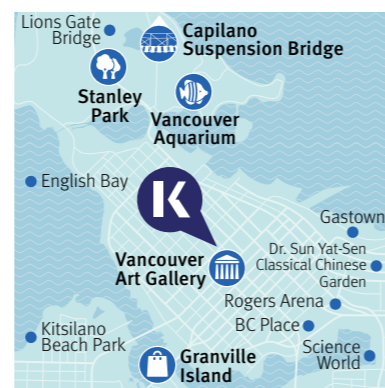 Lions Gate
Bridge
Capilano
Suspension Bridge
Stanley
Park
Vancouver
Aquarium
English Bay
K
Gastown
Vancouver
Art Gallery
Dr. Sun Yat-Sen
Classical Chinese
Garden
Rogers Arena
BC Place
Kitsilano
Beach Park
Granville
Island
Science
World